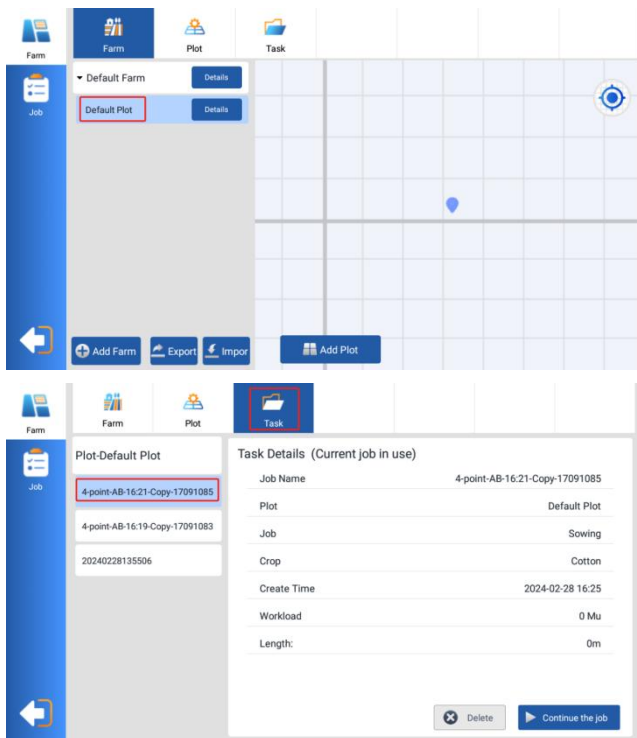 Farm
Plot
Task
Farm
Job
Default Farm
Details
Default Plot
Details
Add Farm
Export
Impor
Add Plot
Farm
Plot
Task
Farm
Job
Plot-Default Plot
4-point-AB-16:21-Copy-17091085
4-point-AB-16:19-Copy-17091083
20240228135506
Task Details (Current job in use)
Job Name 4-point-AB-16:21-Copy-17091085
Plot Default Plot
Job Sowing
Crop Cotton
Create Time 2024-02-28 16:25
Workload 0 Mu
Length: 0m
Delete
Continue the job